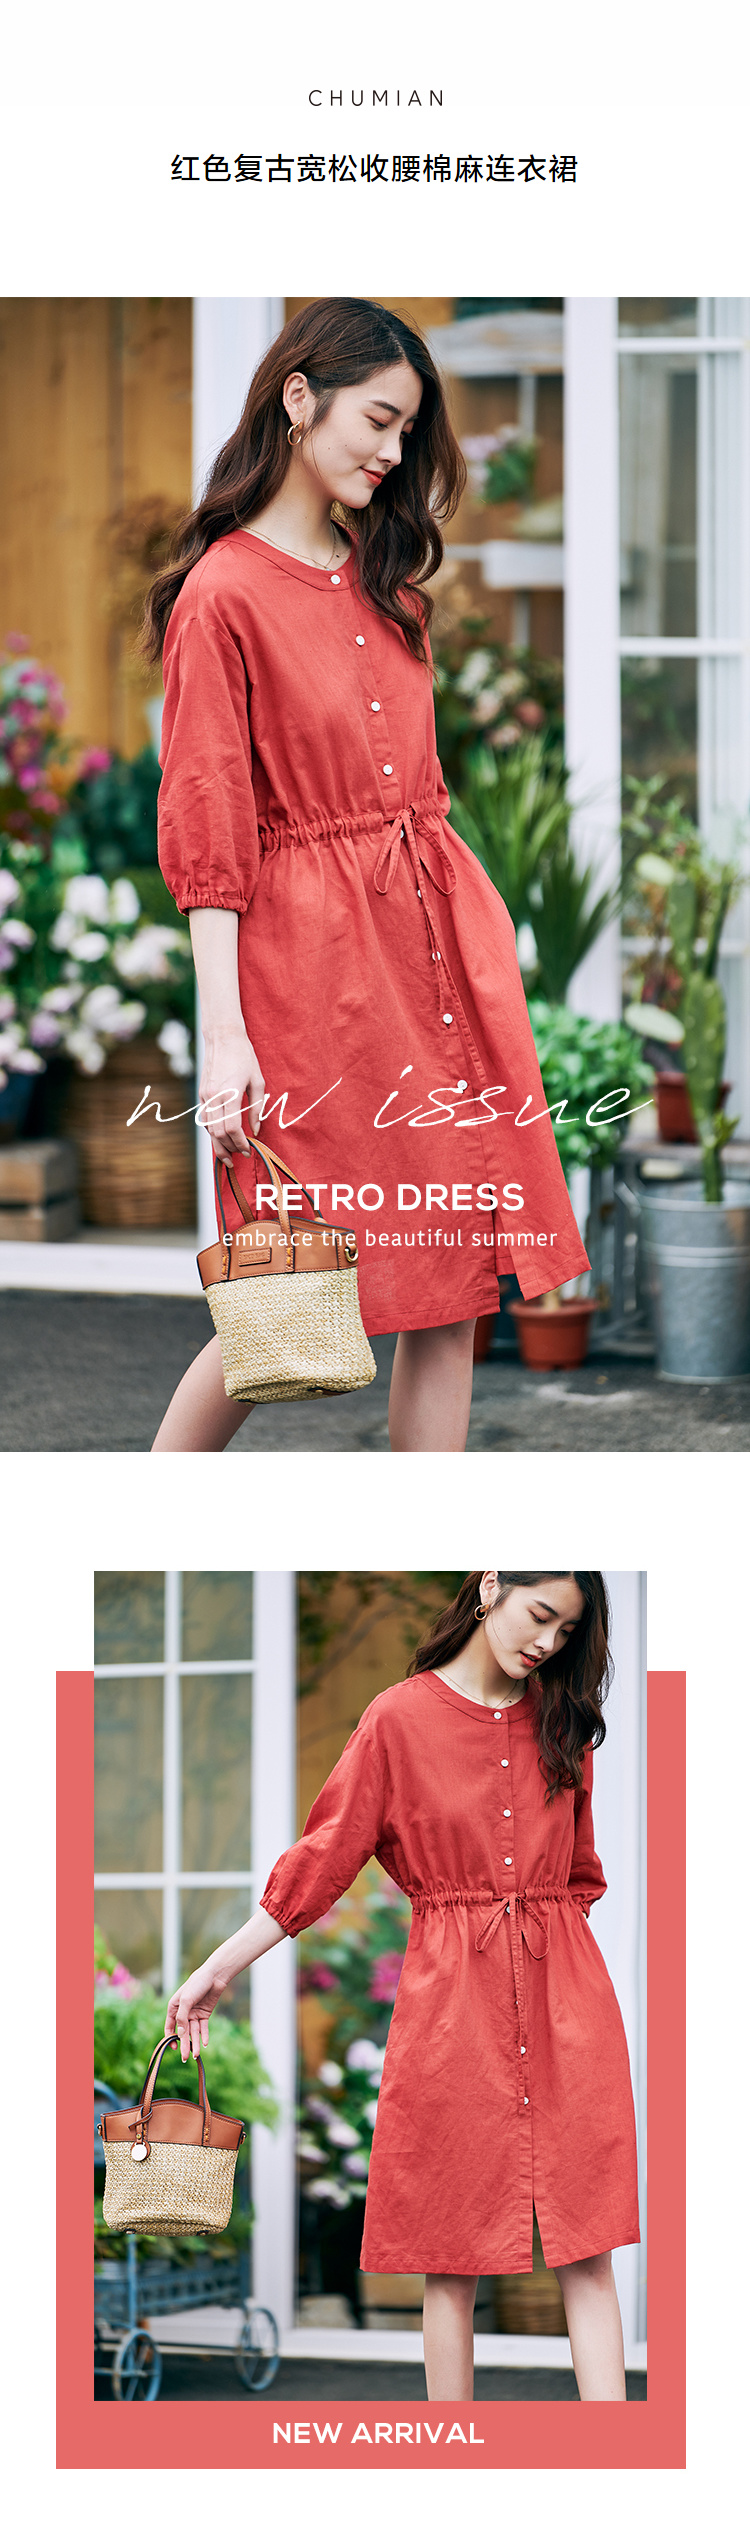 CHUMIAN
红色复古宽松收腰棉麻连衣裙
new issue
RETRO DRESS
embrace the beautiful summer
NEW ARRIVAL